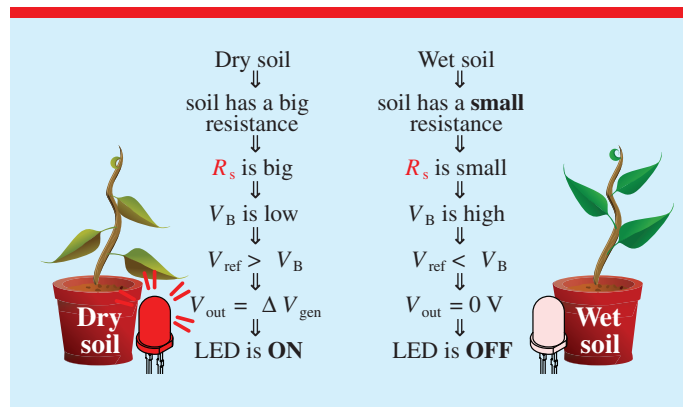 Dry soil
⇓
soil has a big
resistance
⇓
Rs is big
⇓
VB is low
⇓
Vref > VB
⇓
Vout = Δ Vgen
⇓
LED is ON
Dry
soil
Wet soil
⇓
soil has a small
resistance
⇓
Rs is small
⇓
VB is high
⇓
Vref < VB
⇓
Vout = 0 V
⇓
LED is OFF
Wet
soil